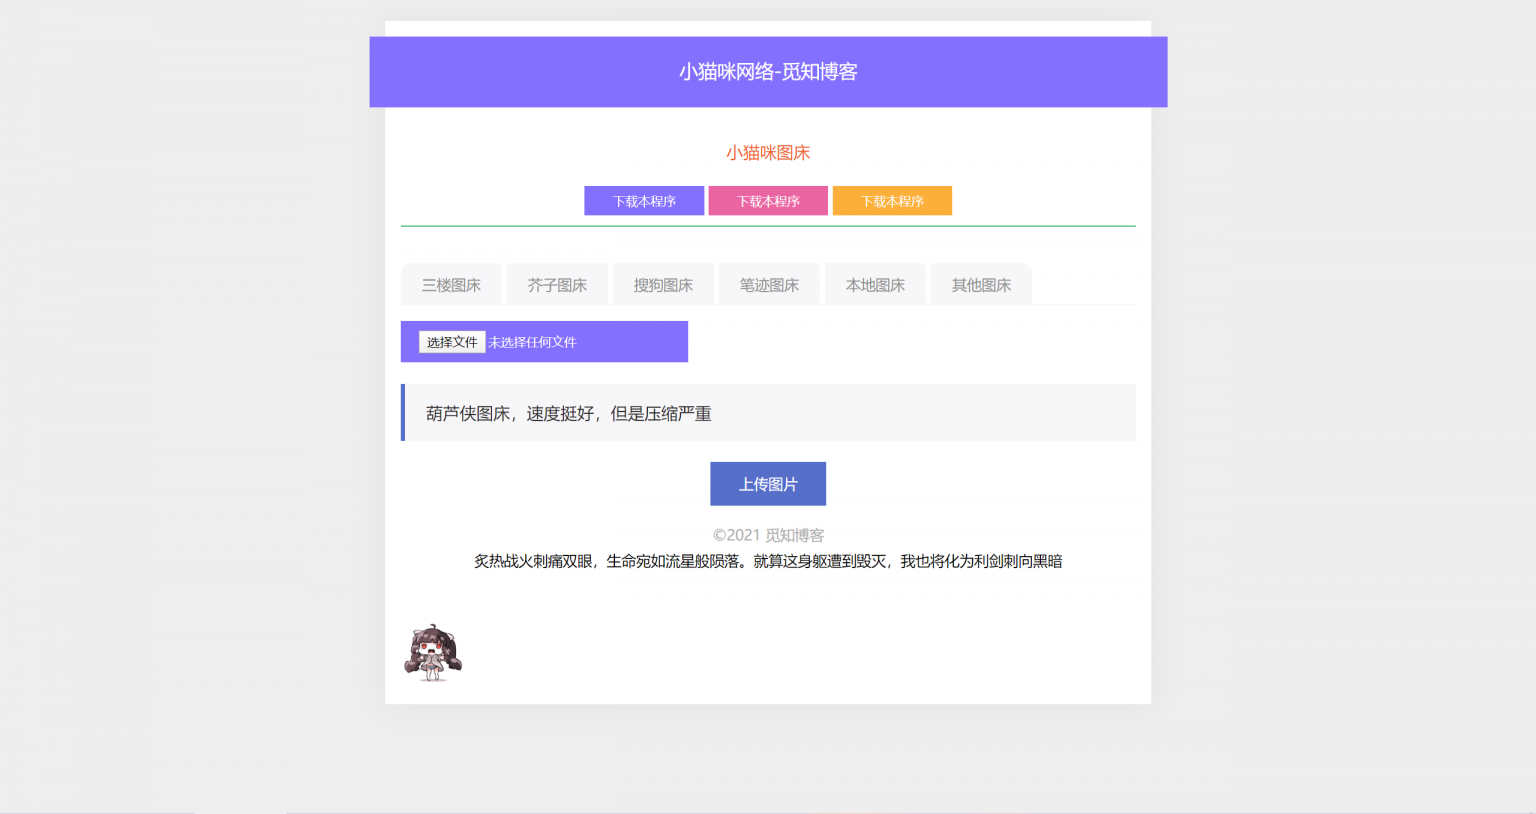 小猫咪网络-觅知博客
小猫咪图床
下载本程序 下载本程序 下载本程序
三楼图床 芥子图床 搜狗图床 笔迹图床 本地图床 其他图床
选择文件 未选择任何文件
葫芦侠图床，速度挺好，但是压缩严重
上传图片
©2021 觅知博客
炙热战火刺痛双眼，生命宛如流星般陨落。就算这身躯遭到毁灭，我也将化为利剑刺向黑暗